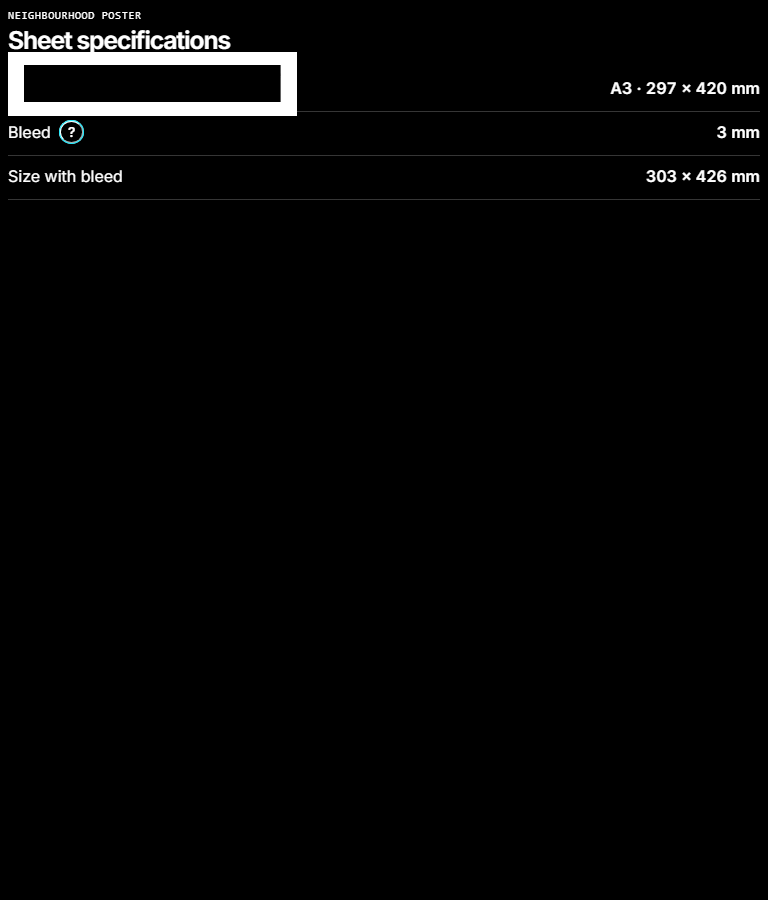 NEIGHBOURHOOD POSTER
Sheet specifications
A3 · 297 × 420 mm
Bleed ? 3 mm
Size with bleed 303 × 426 mm